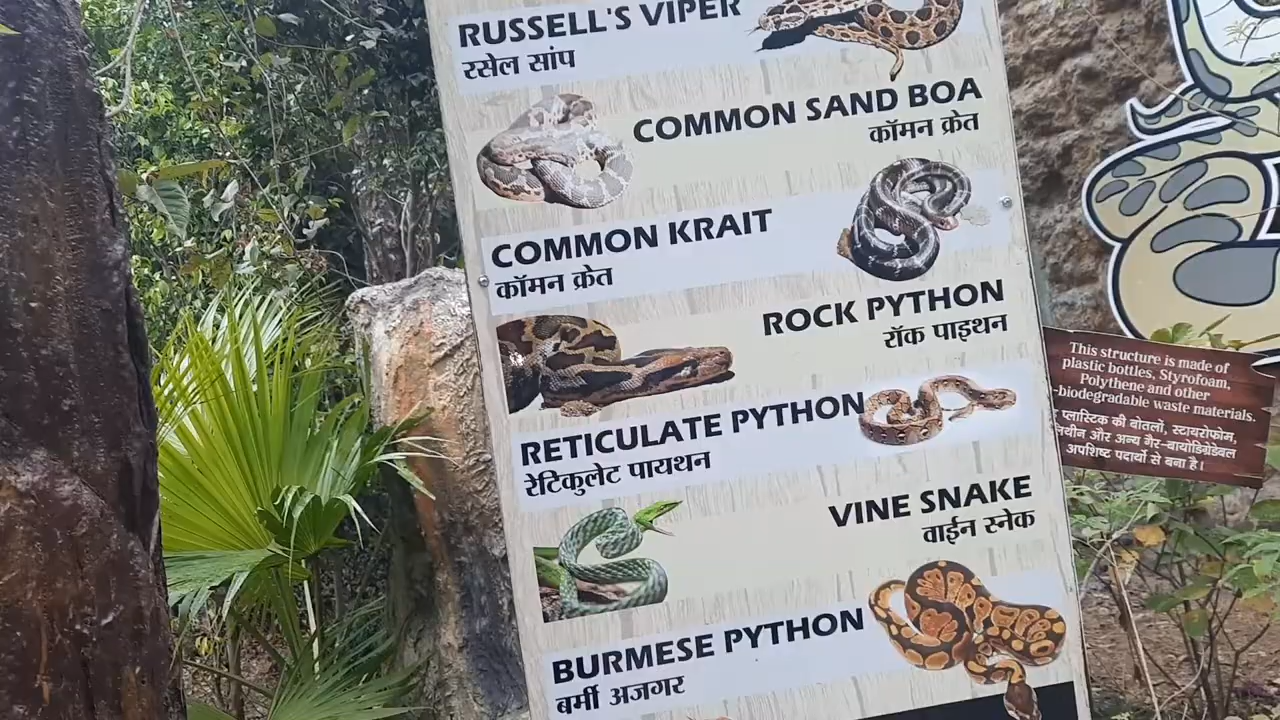 RUSSELL'S VIPER
रसेल सांप
COMMON SAND BOA
कॉमन क्रेत
COMMON KRAIT
कॉमन क्रेत
ROCK PYTHON
रॉक पाइथन
RETICULATE PYTHON
रेटिकुलेट पायथन
VINE SNAKE
वाईन स्नेक
BURMESE PYTHON
बर्मी अजगर
This structure is made of
plastic bottles, Styrofoam,
Polythene and other
-biodegradable waste materials.
प्लास्टिक की बोतलों, स्टायरोफोम,
और अन्य गैर-बायोडिग्रेडेबल
अपशिष्ट पदार्थो से बना है।